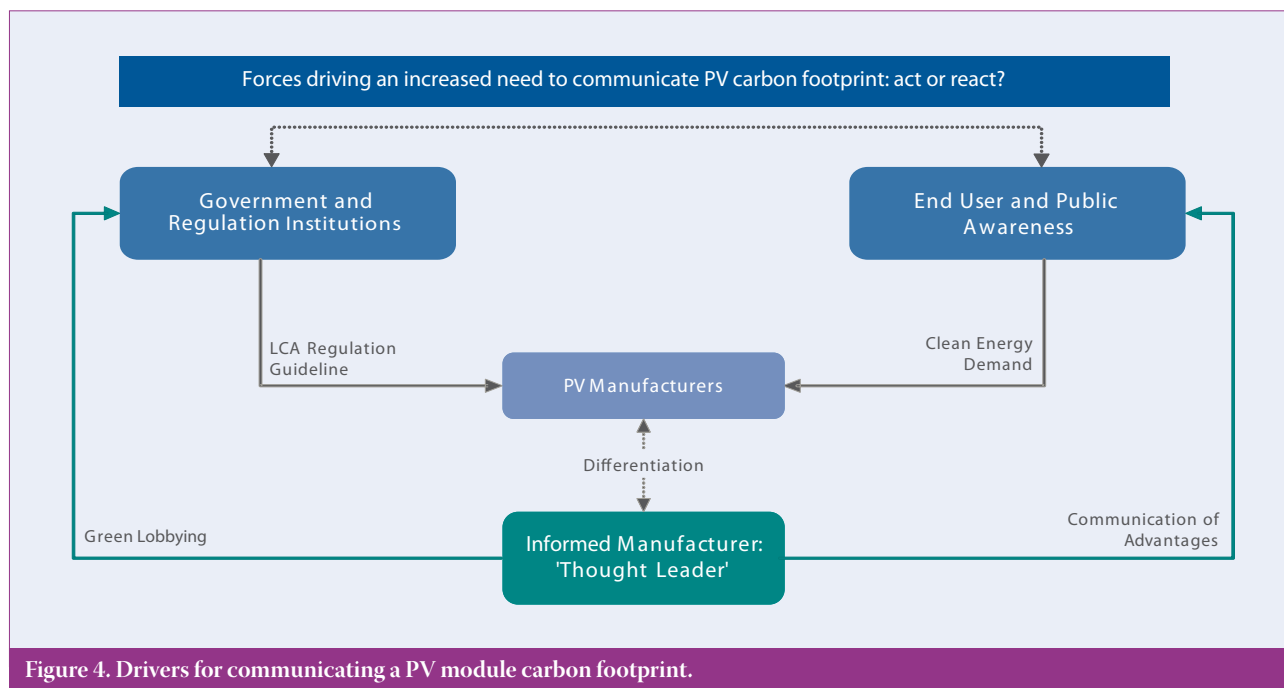 Forces driving an increased need to communicate PV carbon footprint: act or react?
Government and
Regulation Institutions
End User and Public
Awareness
LCA Regulation
Guideline
Clean Energy
Demand
PV Manufacturers
Differentiation
Green Lobbying
Informed Manufacturer:
'Thought Leader'
Communication of
Advantages
Figure 4. Drivers for communicating a PV module carbon footprint.